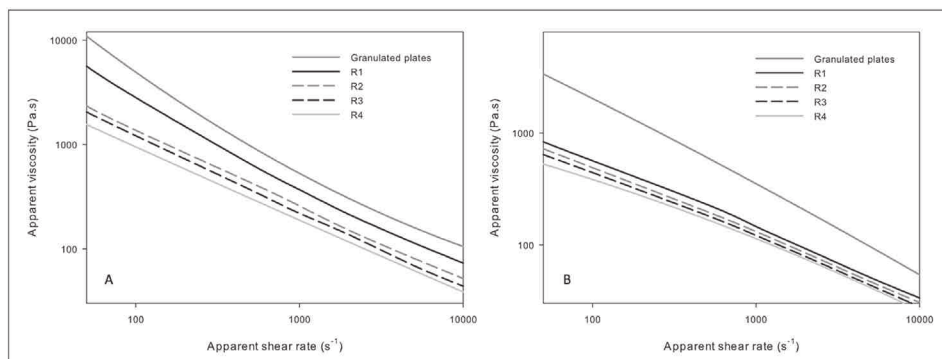 10000
1000
100
Apparent viscosity (Pa.s)
Granulated plates
R1
R2
R3
R4
A
100
1000
10000
Apparent shear rate (s⁻¹)
1000
100
Apparent viscosity (Pa.s)
Granulated plates
R1
R2
R3
R4
B
100
1000
10000
Apparent shear rate (s⁻¹)